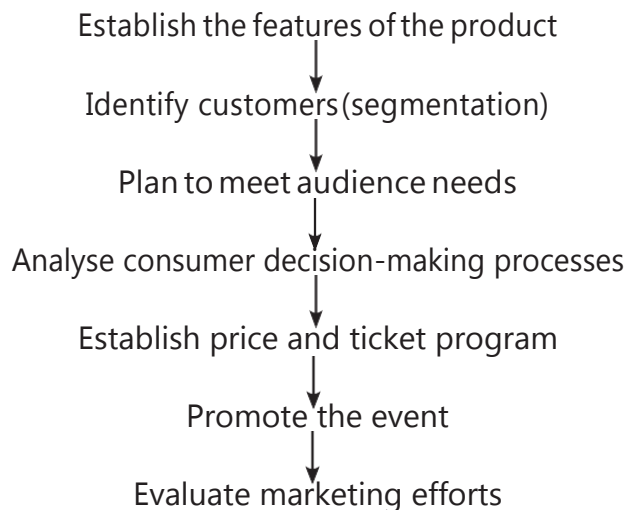 Establish the features of the product
Identify customers (segmentation)
Plan to meet audience needs
Analyse consumer decision-making processes
Establish price and ticket program
Promote the event
Evaluate marketing efforts